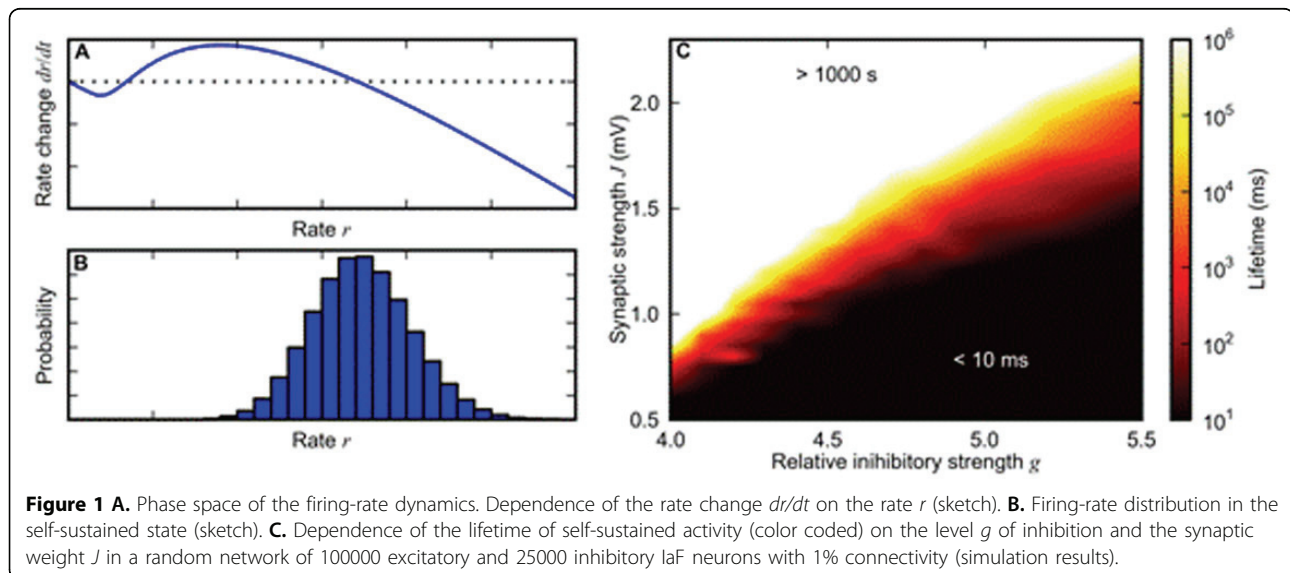 A
Rate change dr/dt
Rate r
B
Probability
Rate r
C
> 1000 s
< 10 ms
Synaptic strength J (mV)
2.0
1.5
1.0
0.5
4.0 4.5 5.0 5.5
Relative inihibitory strength g
10^6
10^5
10^4
10^3
10^2
10^1
Lifetime (ms)
Figure 1 A. Phase space of the firing-rate dynamics. Dependence of the rate change dr/dt on the rate r (sketch). B. Firing-rate distribution in the
self-sustained state (sketch). C. Dependence of the lifetime of self-sustained activity (color coded) on the level g of inhibition and the synaptic
weight J in a random network of 100000 excitatory and 25000 inhibitory IaF neurons with 1% connectivity (simulation results).